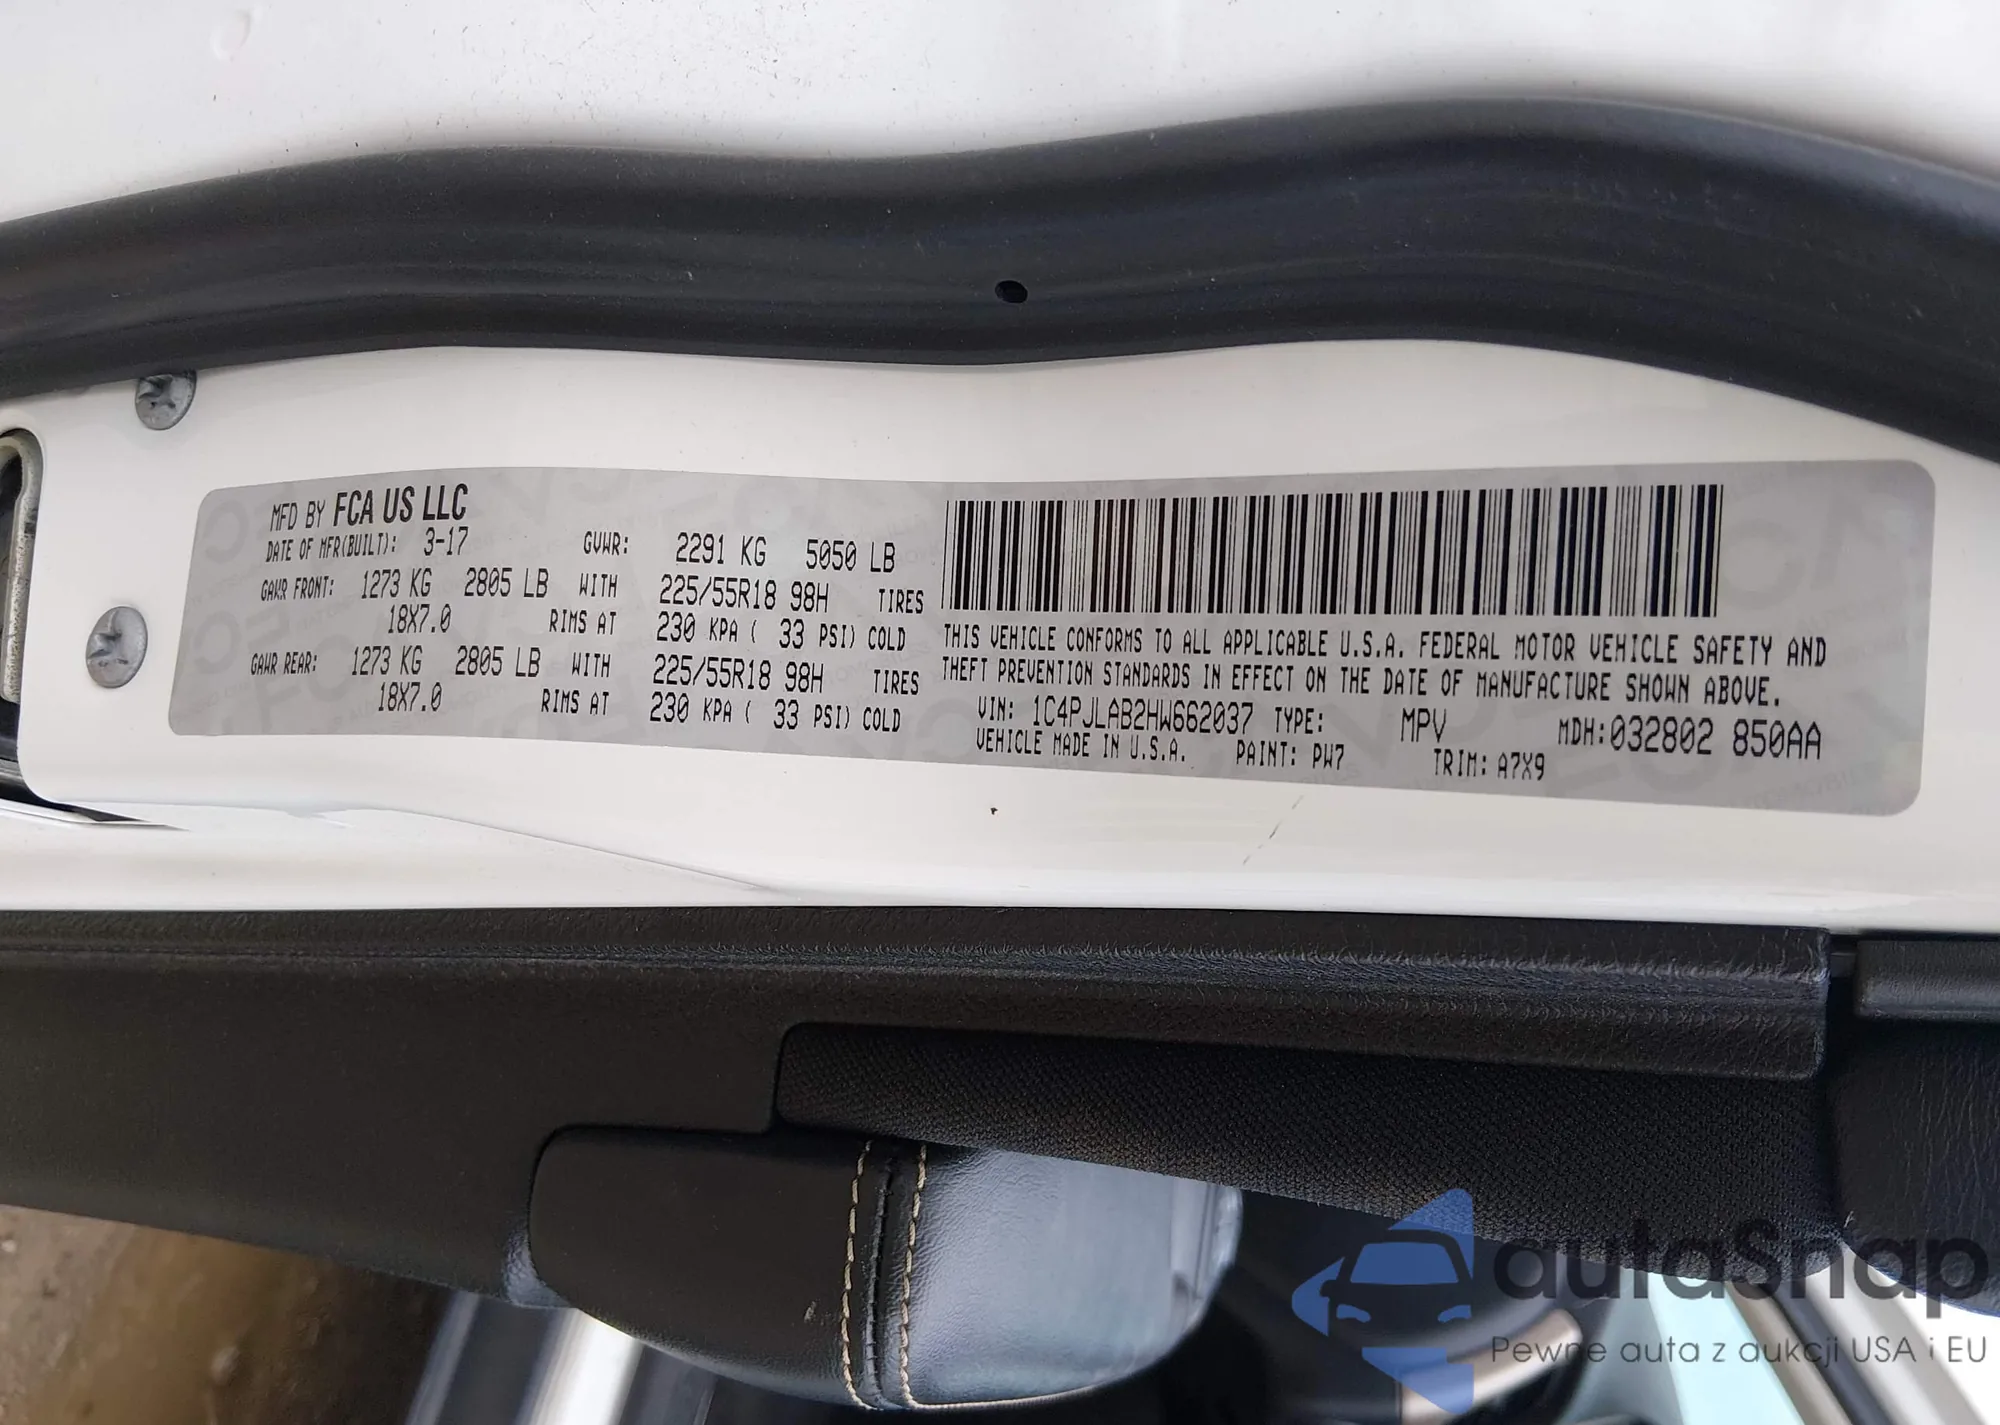 MFD BY FCA US LLC
DATE OF MFR(BUILT): 3-17 GVWR: 2291 KG 5050 LB
GAWR FRONT: 1273 KG 2805 LB WITH 225/55R18 98H TIRES
18X7.0 RIMS AT 230 KPA ( 33 PSI) COLD
GAWR REAR: 1273 KG 2805 LB WITH 225/55R18 98H TIRES
18X7.0 RIMS AT 230 KPA ( 33 PSI) COLD
THIS VEHICLE CONFORMS TO ALL APPLICABLE U.S.A. FEDERAL MOTOR VEHICLE SAFETY AND
THEFT PREVENTION STANDARDS IN EFFECT ON THE DATE OF MANUFACTURE SHOWN ABOVE.
VIN: 1C4PJLAB2HW662037 TYPE: MPV MDH:032802 850AA
VEHICLE MADE IN U.S.A. PAINT: PW7 TRIM: A7X9
autaSnap
Pewne auta z aukcji USA i EU